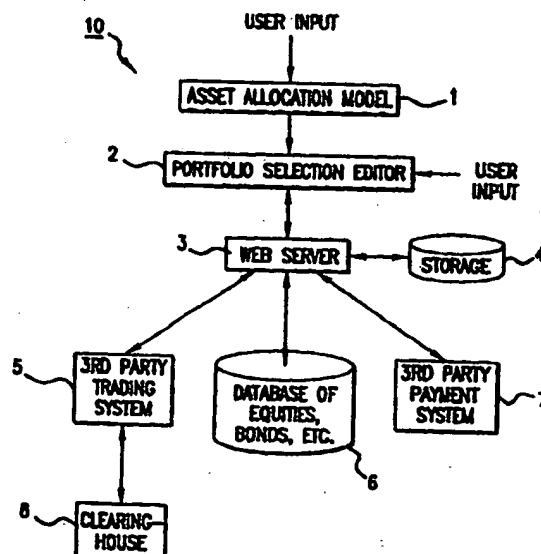 10
USER INPUT
ASSET ALLOCATION MODEL
1
2
PORTFOLIO SELECTION EDITOR
USER
INPUT
3
WEB SERVER
STORAGE
4
5
3RD PARTY
TRADING
SYSTEM
DATABASE OF
EQUITIES,
BONDS, ETC.
6
3RD PARTY
PAYMENT
SYSTEM
7
8
CLEARING
HOUSE